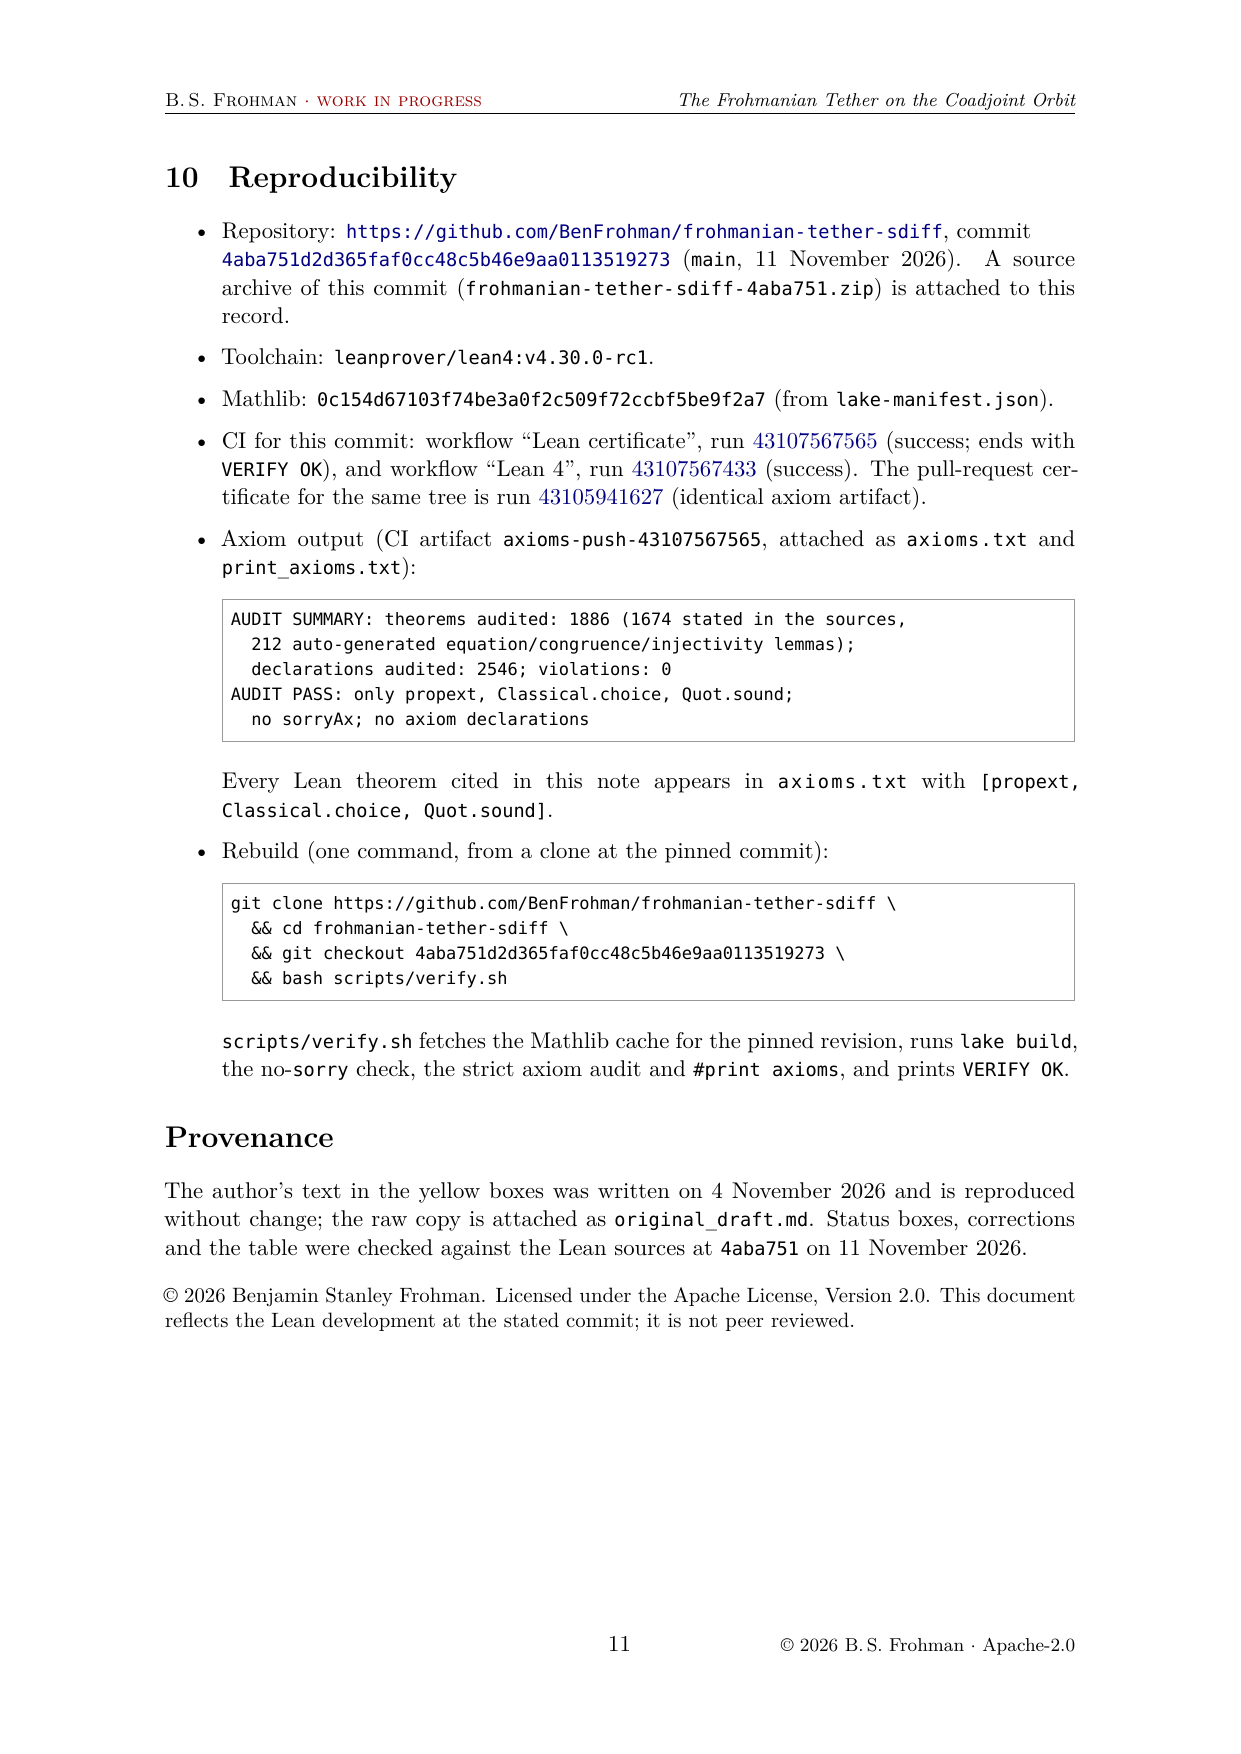 B. S. Frohman · work in progress The Frohmanian Tether on the Coadjoint Orbit
10 Reproducibility
• Repository: https://github.com/BenFrohman/frohmanian-tether-sdiff, commit
4aba751d2d365faf0cc48c5b46e9aa0113519273 (main, 11 November 2026). A source
archive of this commit (frohmanian-tether-sdiff-4aba751.zip) is attached to this
record.
• Toolchain: leanprover/lean4:v4.30.0-rc1.
• Mathlib: 0c154d67103f74be3a0f2c509f72ccbf5be9f2a7 (from lake-manifest.json).
• CI for this commit: workflow “Lean certificate”, run 43107567565 (success; ends with
VERIFY OK), and workflow “Lean 4”, run 43107567433 (success). The pull-request cer-
tificate for the same tree is run 43105941627 (identical axiom artifact).
• Axiom output (CI artifact axioms-push-43107567565, attached as axioms.txt and
print_axioms.txt):
AUDIT SUMMARY: theorems audited: 1886 (1674 stated in the sources,
212 auto-generated equation/congruence/injectivity lemmas);
declarations audited: 2546; violations: 0
AUDIT PASS: only propext, Classical.choice, Quot.sound;
no sorryAx; no axiom declarations
Every Lean theorem cited in this note appears in axioms.txt with [propext,
Classical.choice, Quot.sound].
• Rebuild (one command, from a clone at the pinned commit):
git clone https://github.com/BenFrohman/frohmanian-tether-sdiff \
&& cd frohmanian-tether-sdiff \
&& git checkout 4aba751d2d365faf0cc48c5b46e9aa0113519273 \
&& bash scripts/verify.sh
scripts/verify.sh fetches the Mathlib cache for the pinned revision, runs lake build,
the no-sorry check, the strict axiom audit and #print axioms, and prints VERIFY OK.
Provenance
The author’s text in the yellow boxes was written on 4 November 2026 and is reproduced
without change; the raw copy is attached as original_draft.md. Status boxes, corrections
and the table were checked against the Lean sources at 4aba751 on 11 November 2026.
© 2026 Benjamin Stanley Frohman. Licensed under the Apache License, Version 2.0. This document
reflects the Lean development at the stated commit; it is not peer reviewed.
11 © 2026 B. S. Frohman · Apache-2.0